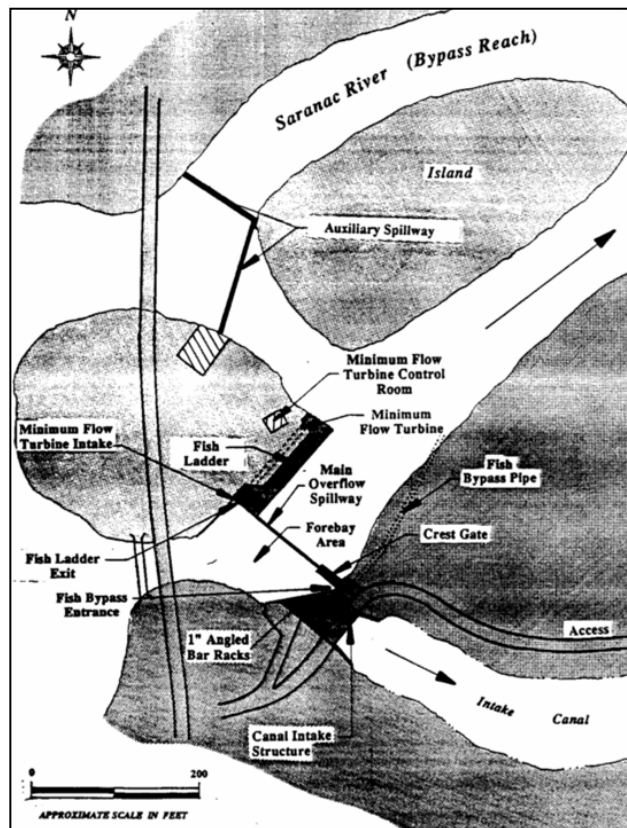 N
Saranac River (Bypass Reach)
Island
Auxiliary Spillway
Minimum Flow
Turbine Control
Room
Minimum Flow
Turbine Intake
Minimum Flow
Turbine
Fish
Ladder
Main
Overflow
Spillway
Fish
Bypass Pipe
Forebay
Area
Crest Gate
Fish Ladder
Exit
Fish Bypass
Entrance
1" Angled
Bar Racks
Access
Intake Canal
Canal Intake
Structure
0 200
APPROXIMATE SCALE IN FEET